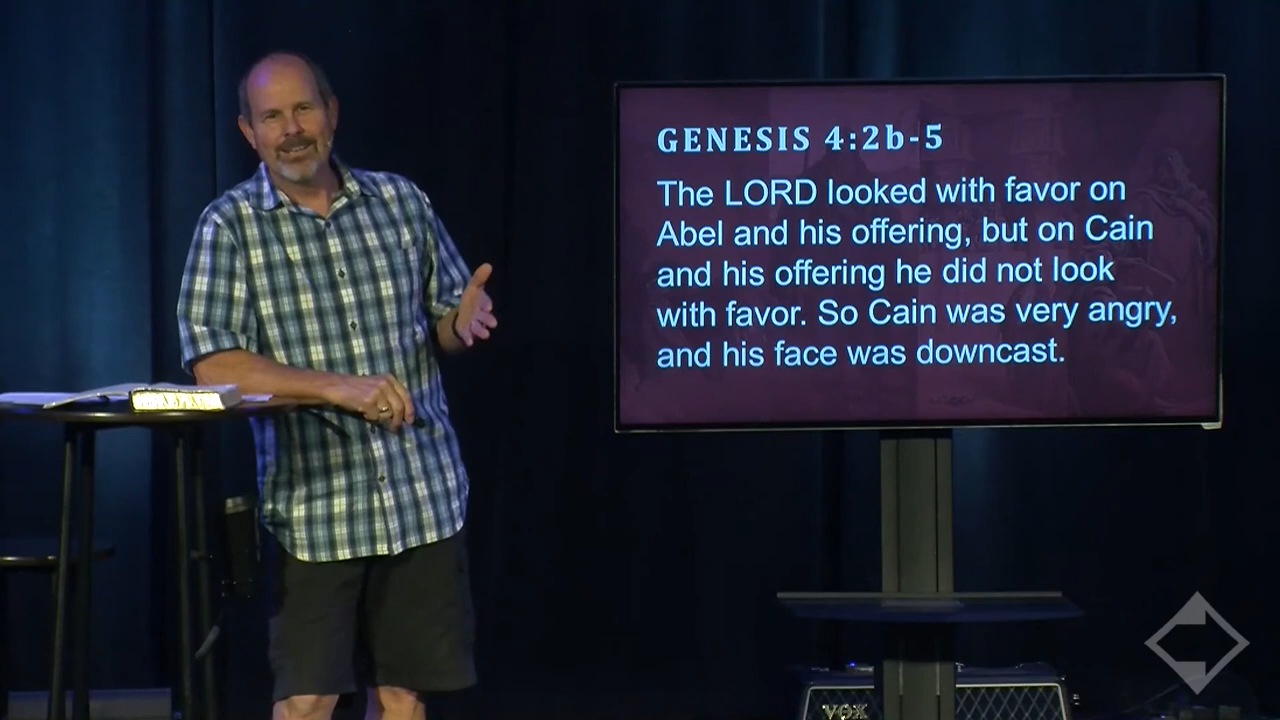 GENESIS 4:2b-5
The LORD looked with favor on
Abel and his offering, but on Cain
and his offering he did not look
with favor. So Cain was very angry,
and his face was downcast.
VOX